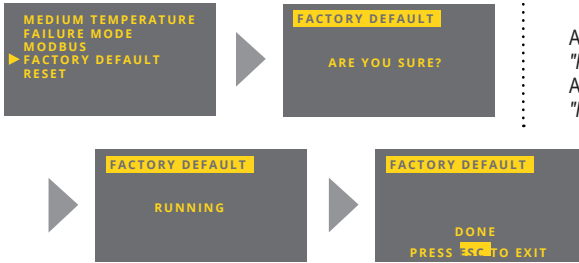 MEDIUM TEMPERATURE
FAILURE MODE
MODBUS
FACTORY DEFAULT
RESET
FACTORY DEFAULT
ARE YOU SURE?
A
"
A
"
FACTORY DEFAULT
RUNNING
FACTORY DEFAULT
DONE
PRESS ESC TO EXIT